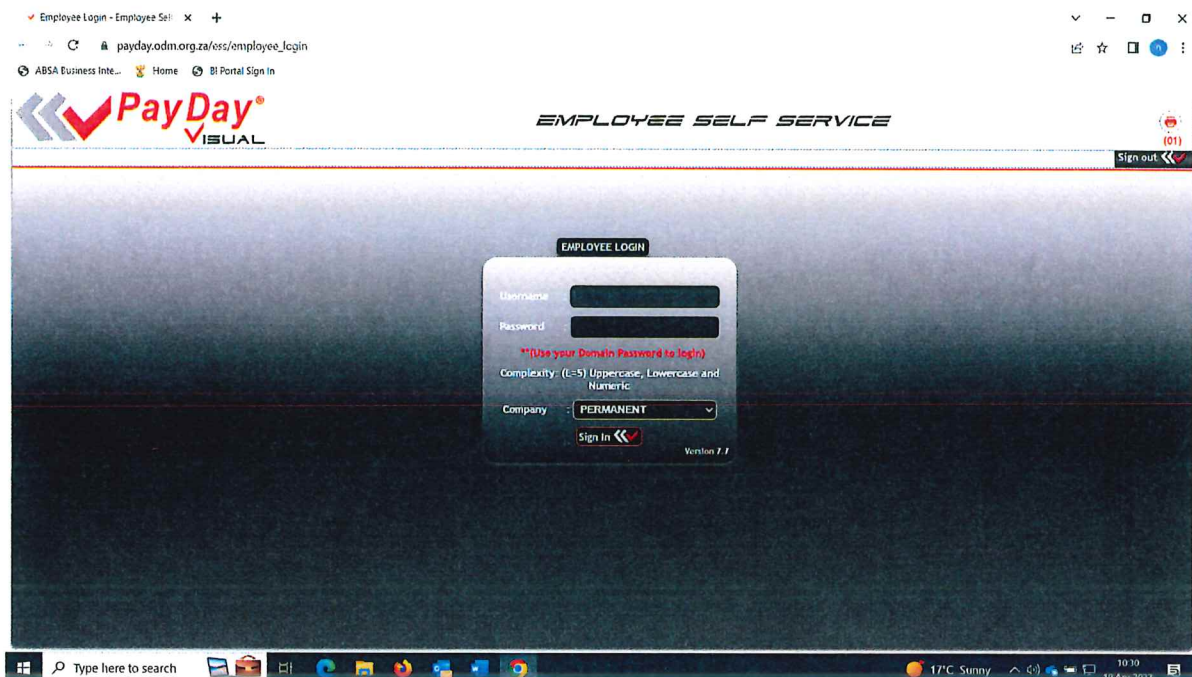 Employee Login - Employee Sel
payday.odm.org.za/ess/employee_login
ABSA Business Inte... Home BI Portal Sign In
PayDay®
VISUAL
EMPLOYEE SELF SERVICE
(01)
Sign out
EMPLOYEE LOGIN
Username
Password
**(Use your Domain Password to login)
Complexity: (L=5) Uppercase, Lowercase and
Numeric
Company : PERMANENT
Sign In
Version 7.7
Type here to search
17°C Sunny
10:30